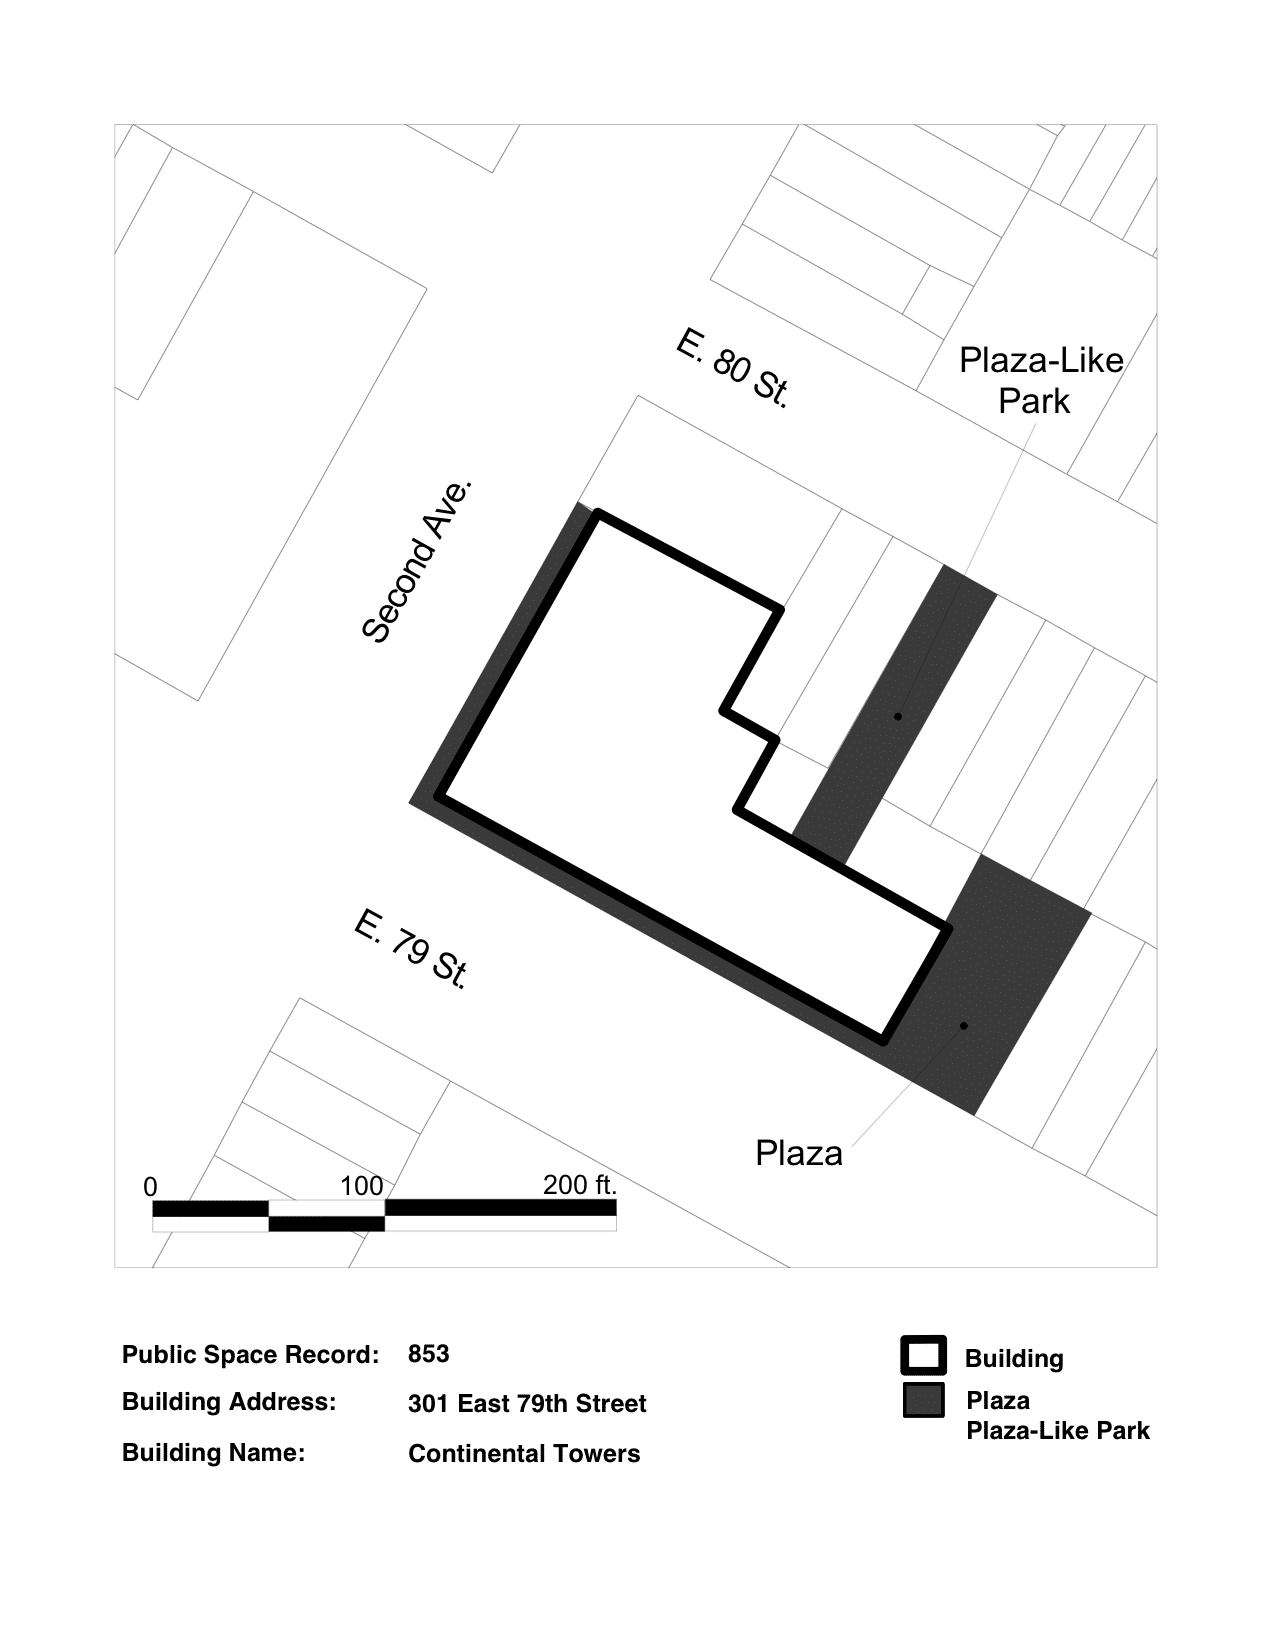 E. 80 St.
Plaza-Like
Park
Second Ave.
E. 79 St.
Plaza
0 100 200 ft.
Public Space Record: 853
Building Address: 301 East 79th Street
Building Name: Continental Towers
Building
Plaza
Plaza-Like Park